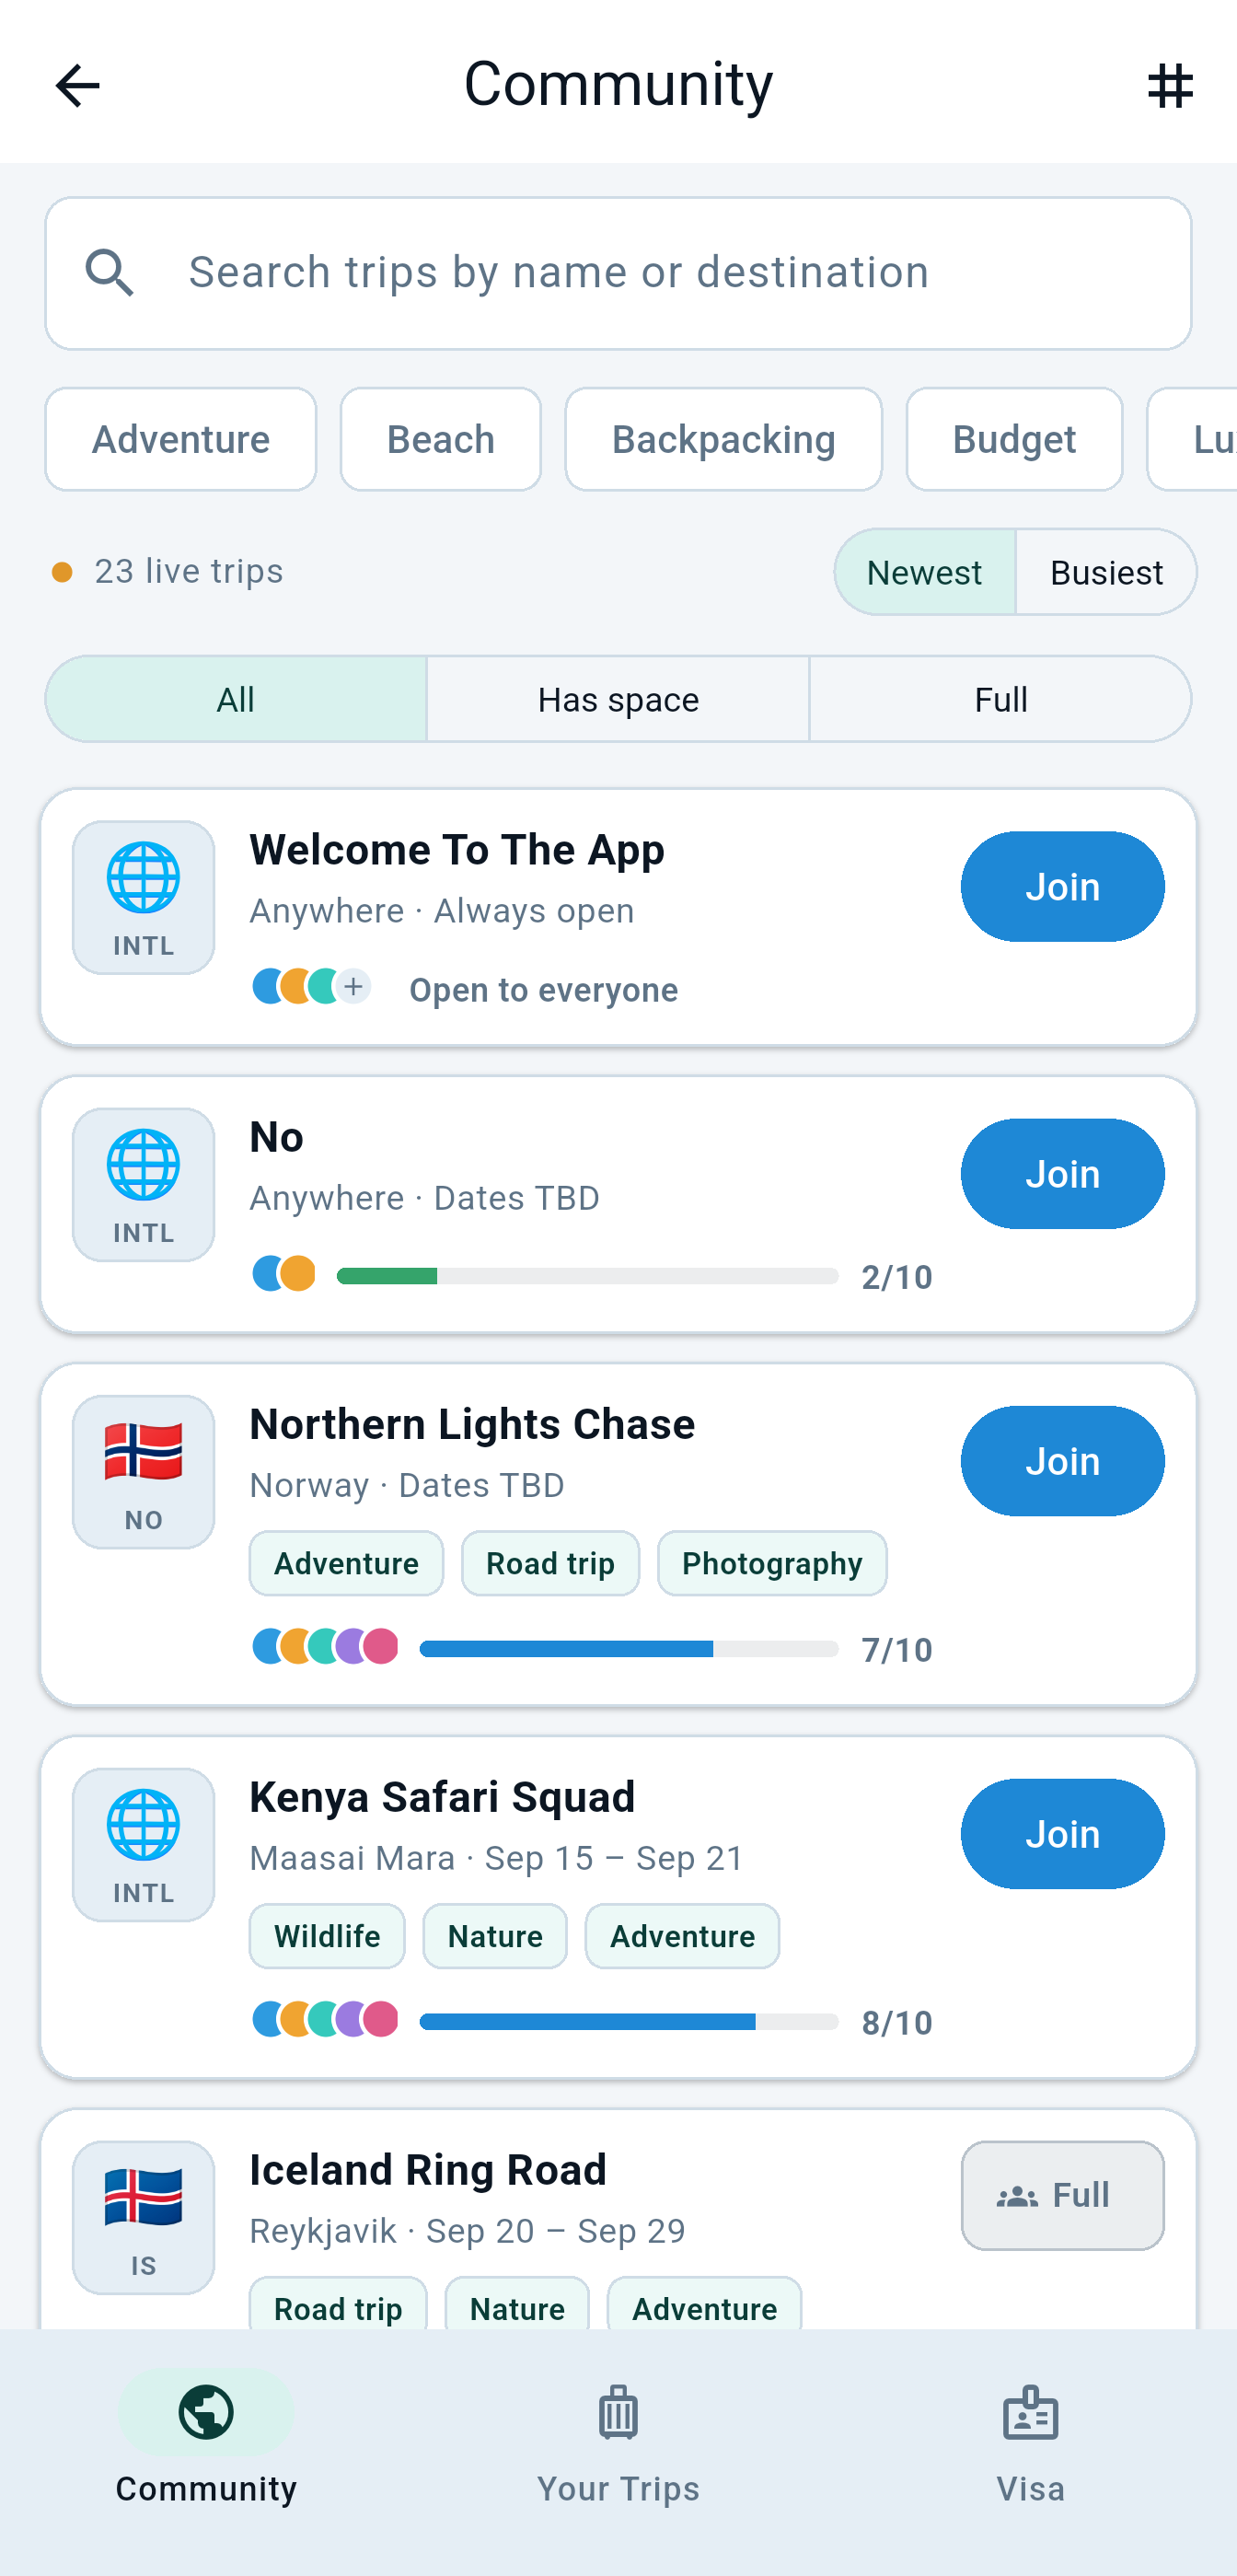 Community
Search trips by name or destination
Adventure Beach Backpacking Budget Lu
23 live trips
Newest Busiest
All Has space Full
Welcome To The App
Anywhere · Always open
INTL
+ Open to everyone
Join
No
Anywhere · Dates TBD
INTL
2/10
Join
Northern Lights Chase
Norway · Dates TBD
NO
Adventure Road trip Photography
7/10
Join
Kenya Safari Squad
Maasai Mara · Sep 15 – Sep 21
INTL
Wildlife Nature Adventure
8/10
Join
Iceland Ring Road
Reykjavik · Sep 20 – Sep 29
IS
Road trip Nature Adventure
Full
Community Your Trips Visa